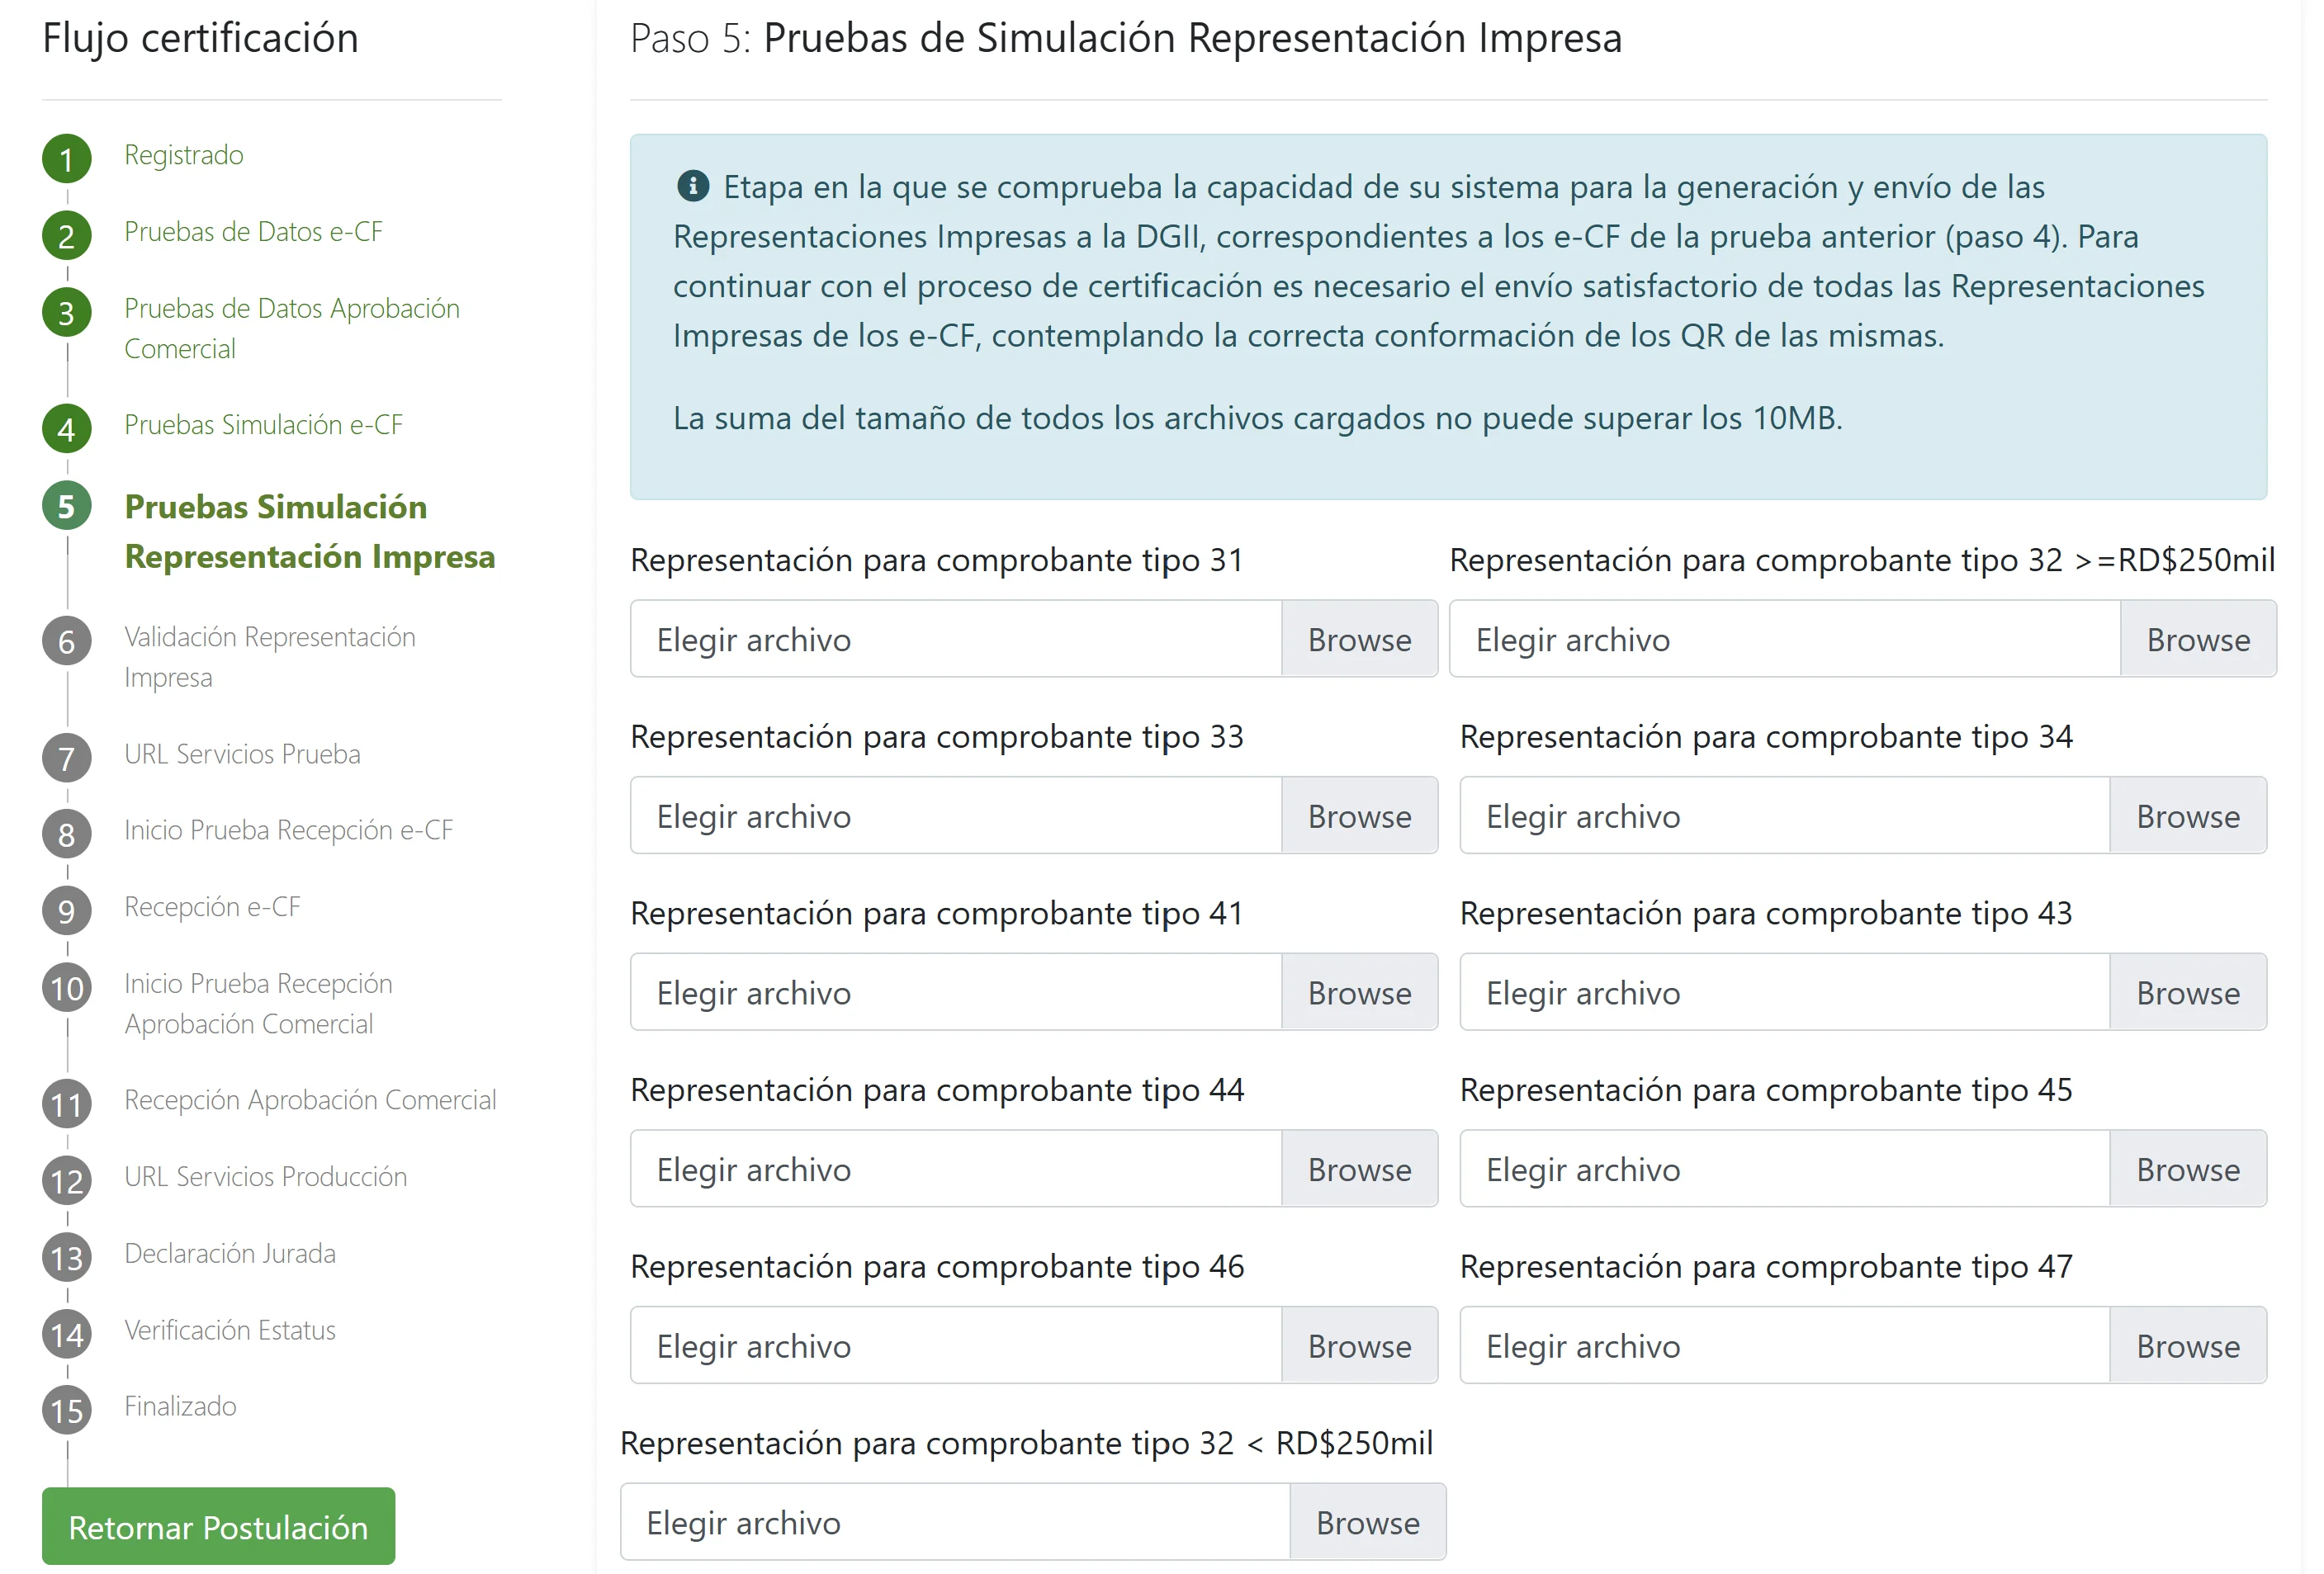 Flujo certificación
1 Registrado
2 Pruebas de Datos e-CF
3 Pruebas de Datos Aprobación
Comercial
4 Pruebas Simulación e-CF
5 Pruebas Simulación
Representación Impresa
6 Validación Representación
Impresa
7 URL Servicios Prueba
8 Inicio Prueba Recepción e-CF
9 Recepción e-CF
10 Inicio Prueba Recepción
Aprobación Comercial
11 Recepción Aprobación Comercial
12 URL Servicios Producción
13 Declaración Jurada
14 Verificación Estatus
15 Finalizado
Retornar Postulación
Paso 5: Pruebas de Simulación Representación Impresa
Etapa en la que se comprueba la capacidad de su sistema para la generación y envío de las
Representaciones Impresas a la DGII, correspondientes a los e-CF de la prueba anterior (paso 4). Para
continuar con el proceso de certificación es necesario el envío satisfactorio de todas las Representaciones
Impresas de los e-CF, contemplando la correcta conformación de los QR de las mismas.
La suma del tamaño de todos los archivos cargados no puede superar los 10MB.
Representación para comprobante tipo 31
Elegir archivo Browse
Representación para comprobante tipo 32 >=RD$250mil
Elegir archivo Browse
Representación para comprobante tipo 33
Elegir archivo Browse
Representación para comprobante tipo 34
Elegir archivo Browse
Representación para comprobante tipo 41
Elegir archivo Browse
Representación para comprobante tipo 43
Elegir archivo Browse
Representación para comprobante tipo 44
Elegir archivo Browse
Representación para comprobante tipo 45
Elegir archivo Browse
Representación para comprobante tipo 46
Elegir archivo Browse
Representación para comprobante tipo 47
Elegir archivo Browse
Representación para comprobante tipo 32 < RD$250mil
Elegir archivo Browse